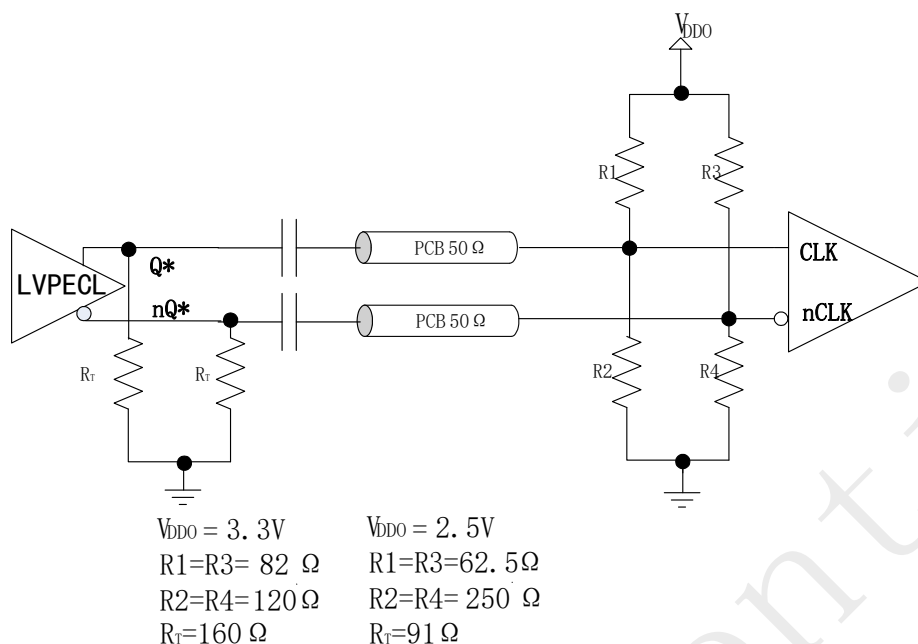 VDDO
R1
R3
Q*
PCB 50 Ω
CLK
LVPECL
nQ*
PCB 50 Ω
nCLK
RT
RT
R2
R4
VDDO = 3.3V
R1=R3= 82 Ω
R2=R4=120Ω
RT=160 Ω
VDDO = 2.5V
R1=R3=62.5Ω
R2=R4= 250 Ω
RT=91Ω